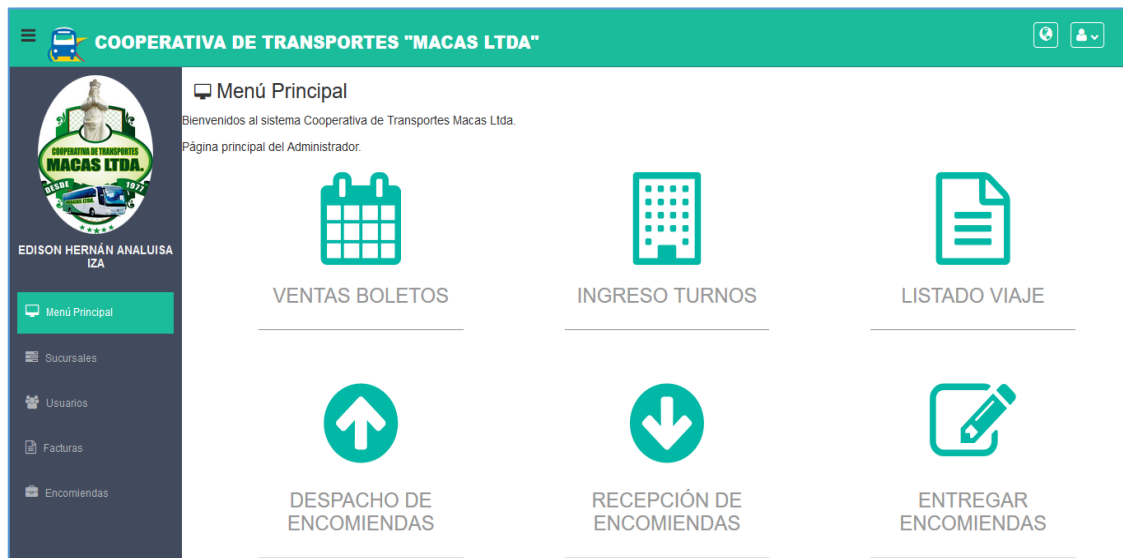 COOPERATIVA DE TRANSPORTES "MACAS LTDA"
COOPERATIVA DE TRANSPORTES
MACAS LTDA.
DESDE 1977
MACAS LTDA.
EDISON HERNÁN ANALUISA
IZA
Menú Principal
Sucursales
Usuarios
Facturas
Encomiendas
Menú Principal
Bienvenidos al sistema Cooperativa de Transportes Macas Ltda.
Página principal del Administrador.
VENTAS BOLETOS
INGRESO TURNOS
LISTADO VIAJE
DESPACHO DE
ENCOMIENDAS
RECEPCIÓN DE
ENCOMIENDAS
ENTREGAR
ENCOMIENDAS